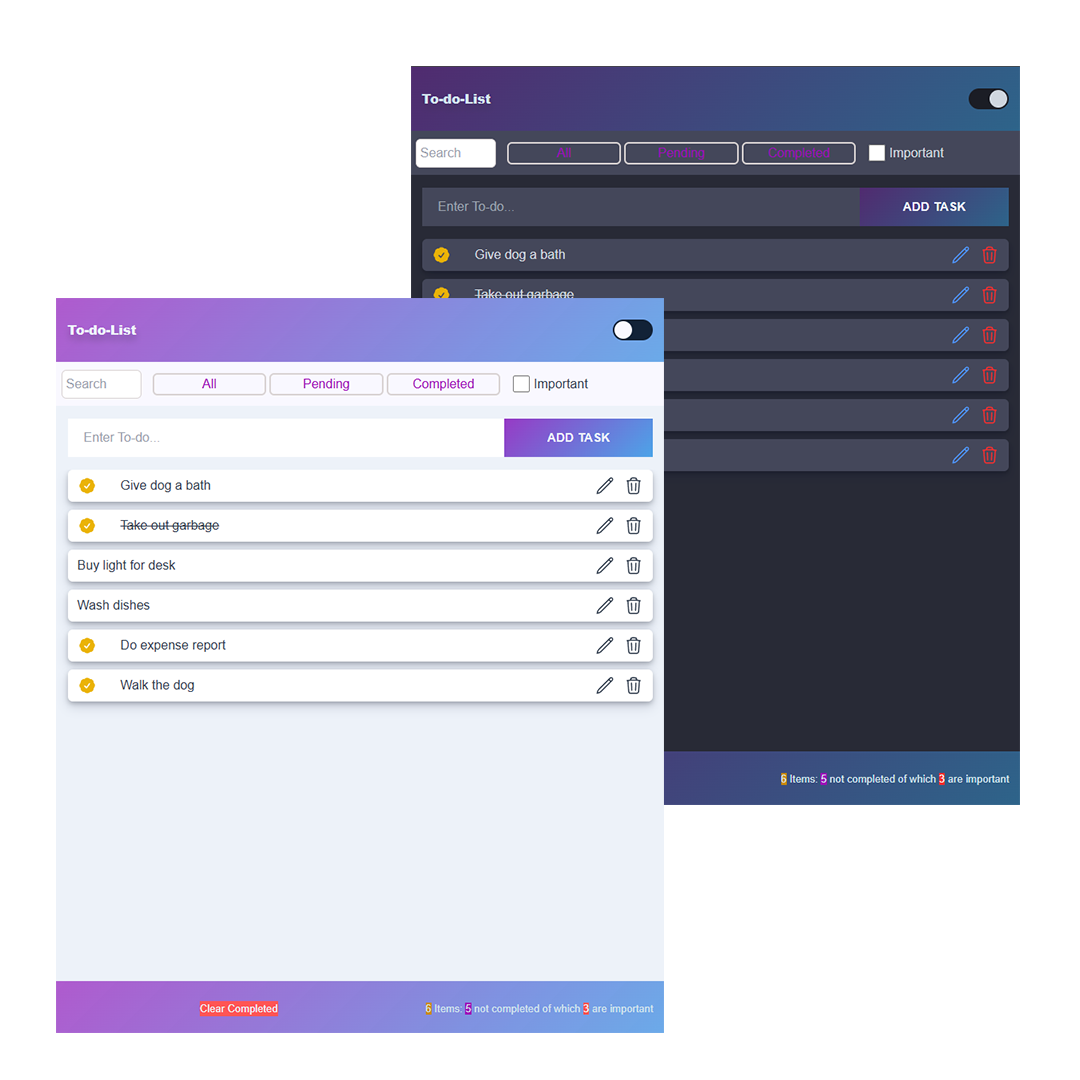 To-do-List
Search All Pending Completed Important
Enter To-do... ADD TASK
Give dog a bath
Take out garbage
6 Items: 5 not completed of which 3 are important
To-do-List
Search All Pending Completed Important
Enter To-do... ADD TASK
Give dog a bath
Take out garbage
Buy light for desk
Wash dishes
Do expense report
Walk the dog
Clear Completed 6 Items: 5 not completed of which 3 are important